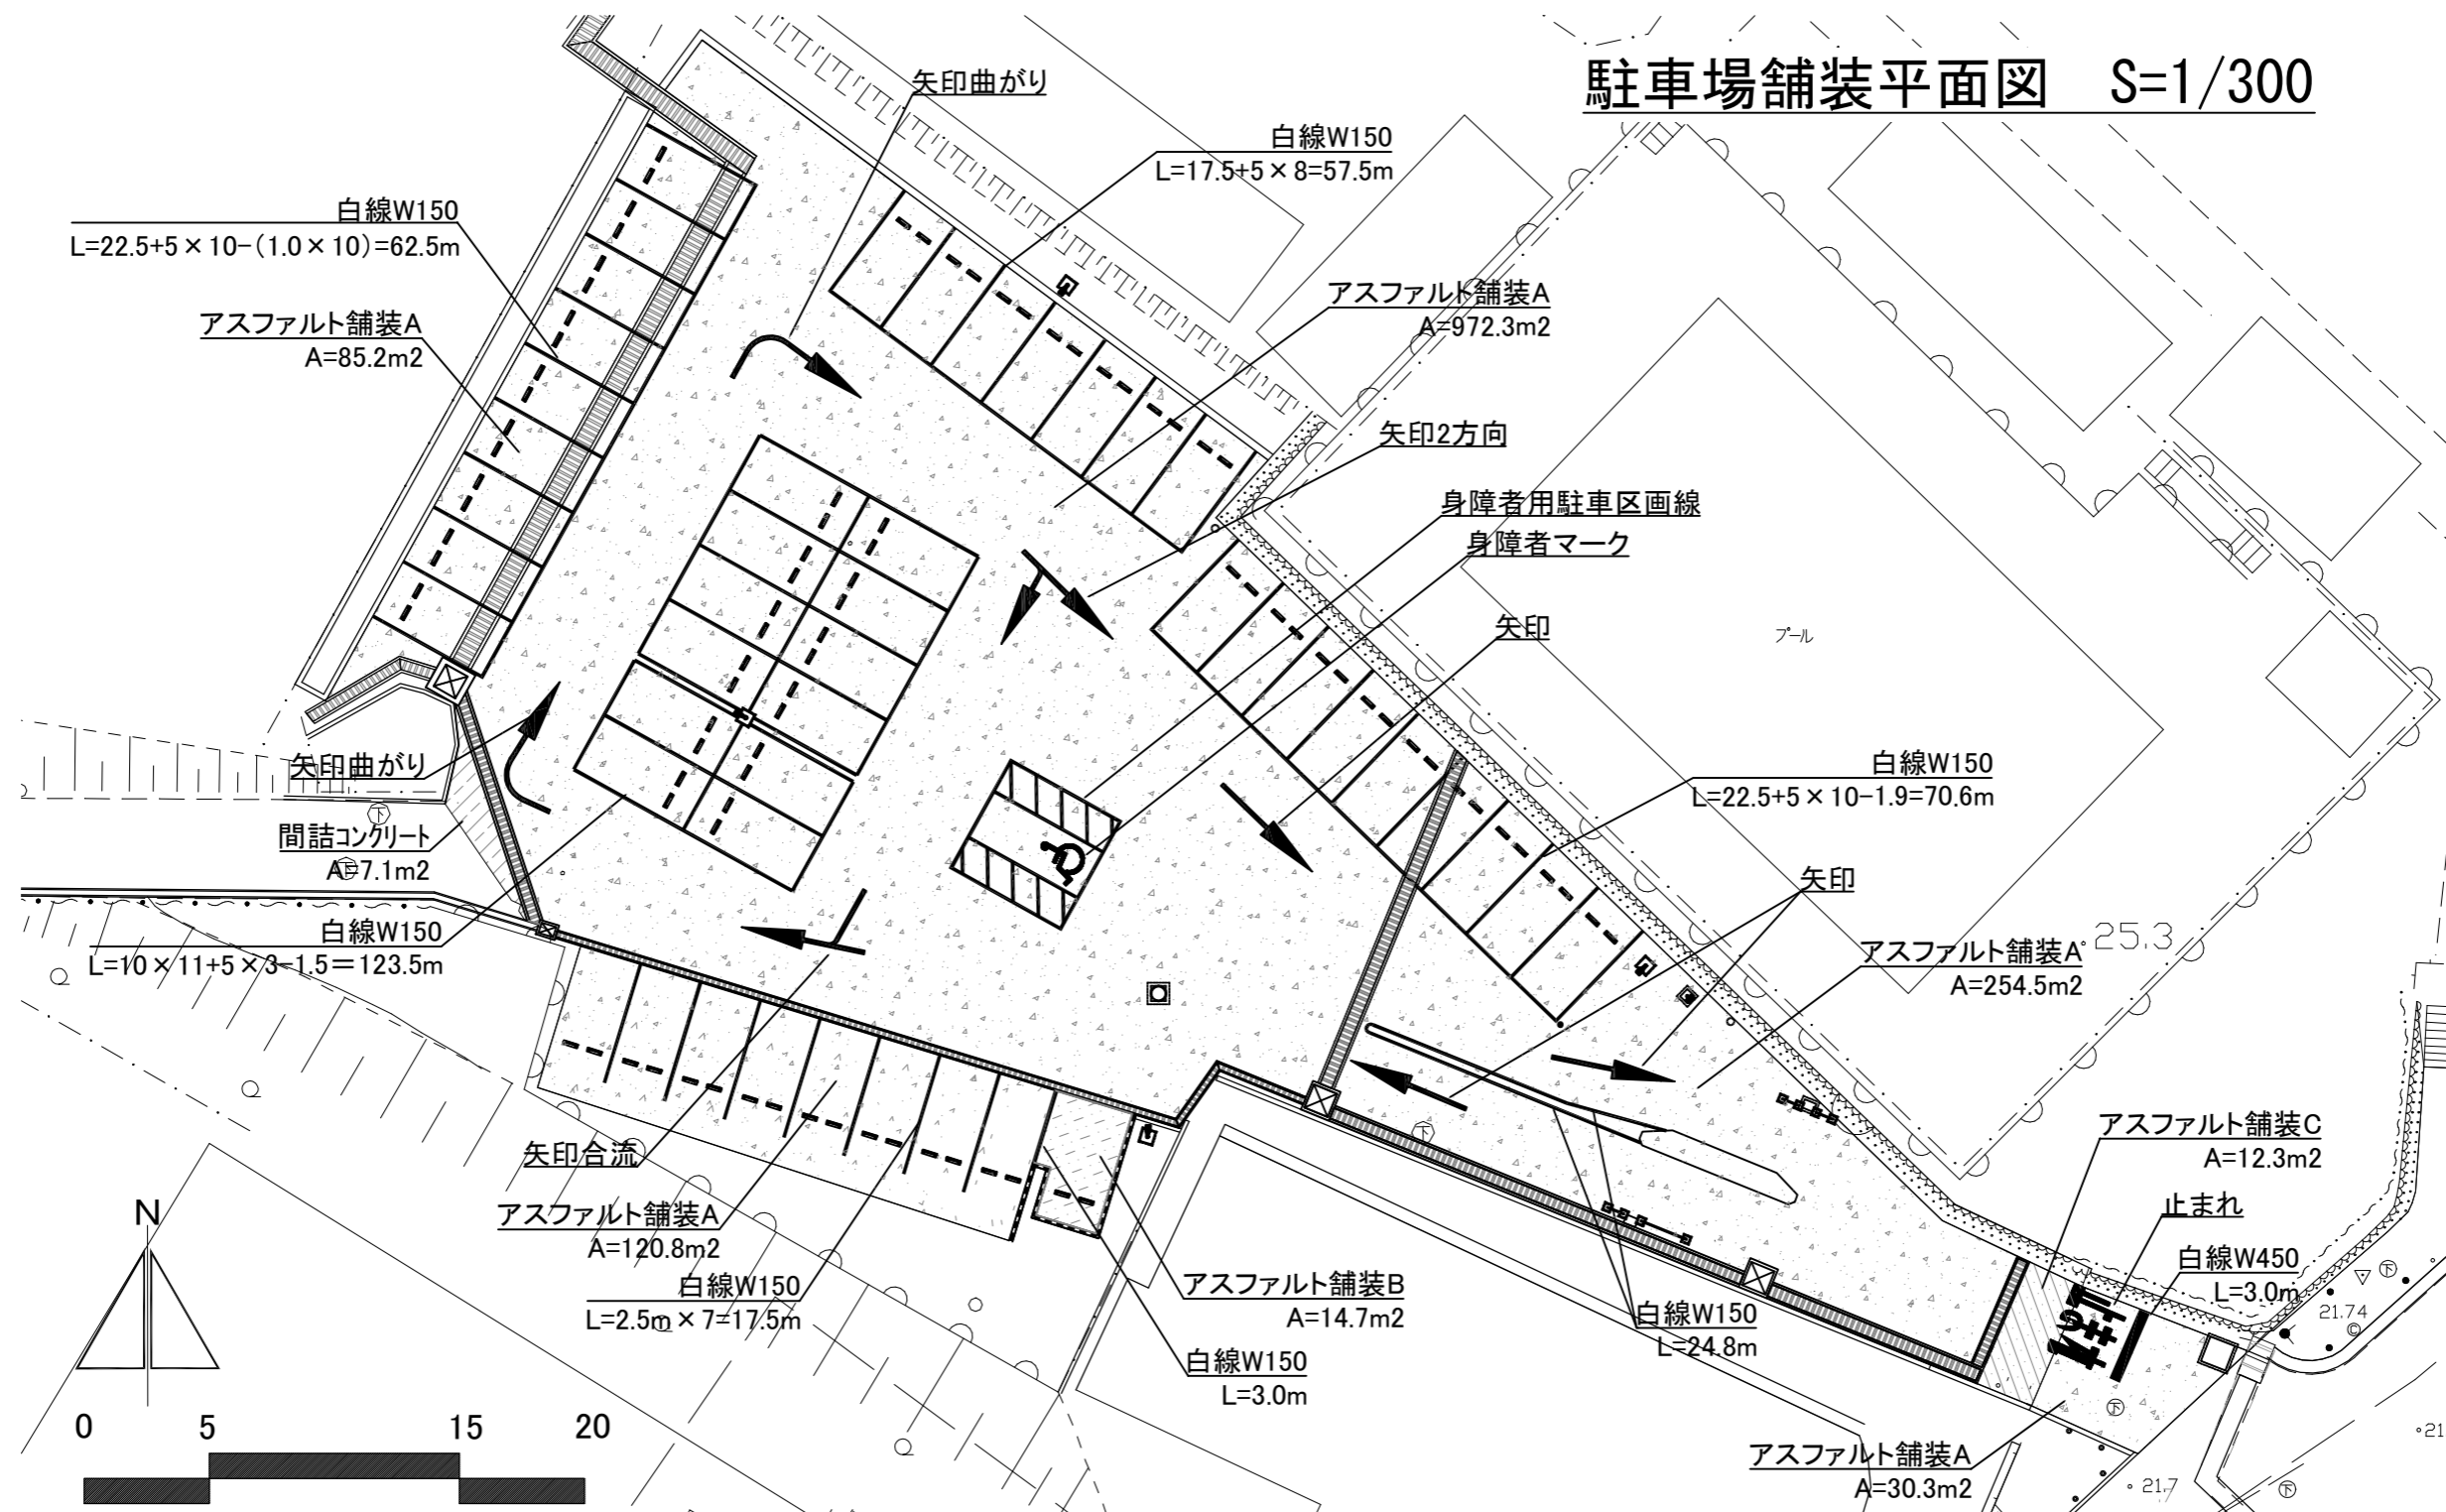 駐車場舗装平面図 S=1/300
矢印曲がり
白線W150
L=17.5+5×8=57.5m
白線W150
L=22.5+5×10-(1.0×10)=62.5m
アスファルト舗装A
A=972.3m2
アスファルト舗装A
A=85.2m2
矢印2方向
身障者用駐車区画線
身障者マーク
矢印
プール
矢印曲がり
下
白線W150
L=22.5+5×10-1.9=70.6m
間詰コンクリート
A=7.1m2
下
矢印
白線W150
L=10×11+5×3-1.5=123.5m
アスファルト舗装A
A=254.5m2
25.3
下
矢印合流
アスファルト舗装A
A=120.8m2
白線W150
L=2.5m×7=17.5m
アスファルト舗装B
A=14.7m2
白線W150
L=3.0m
白線W150
L=24.8m
アスファルト舗装C
A=12.3m2
止まれ
白線W450
L=3.0m
下
21.74
止まれ
下
アスファルト舗装A
A=30.3m2
21.7
下
21
N
0 5 15 20